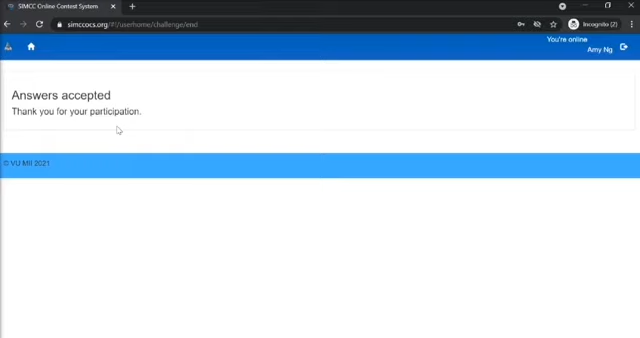 SIMCC Online Contest System
simccocs.org/#!/userhome/challenge/end
Incognito (2)
You're online
Amy Ng
Answers accepted
Thank you for your participation.
© VU MII 2021